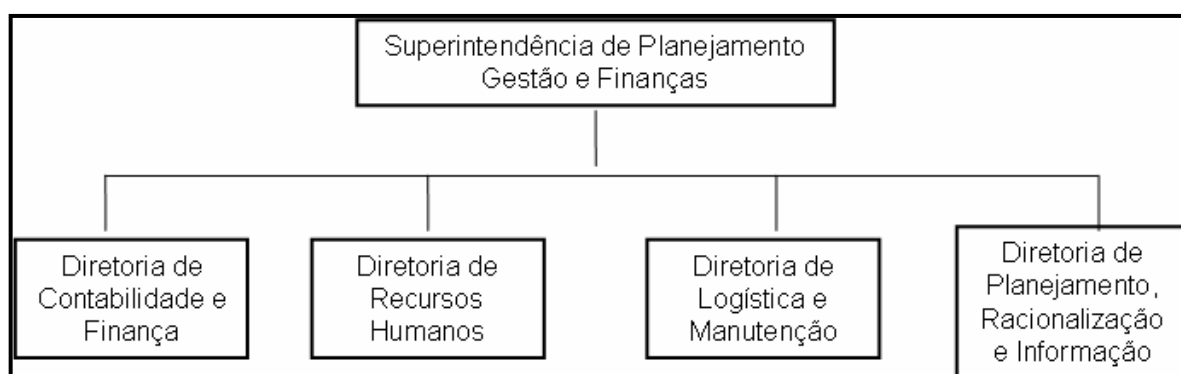 Superintendência de Planejamento
Gestão e Finanças
Diretoria de
Contabilidade e
Finança
Diretoria de
Recursos
Humanos
Diretoria de
Logística e
Manutenção
Diretoria de
Planejamento,
Racionalização
e Informação